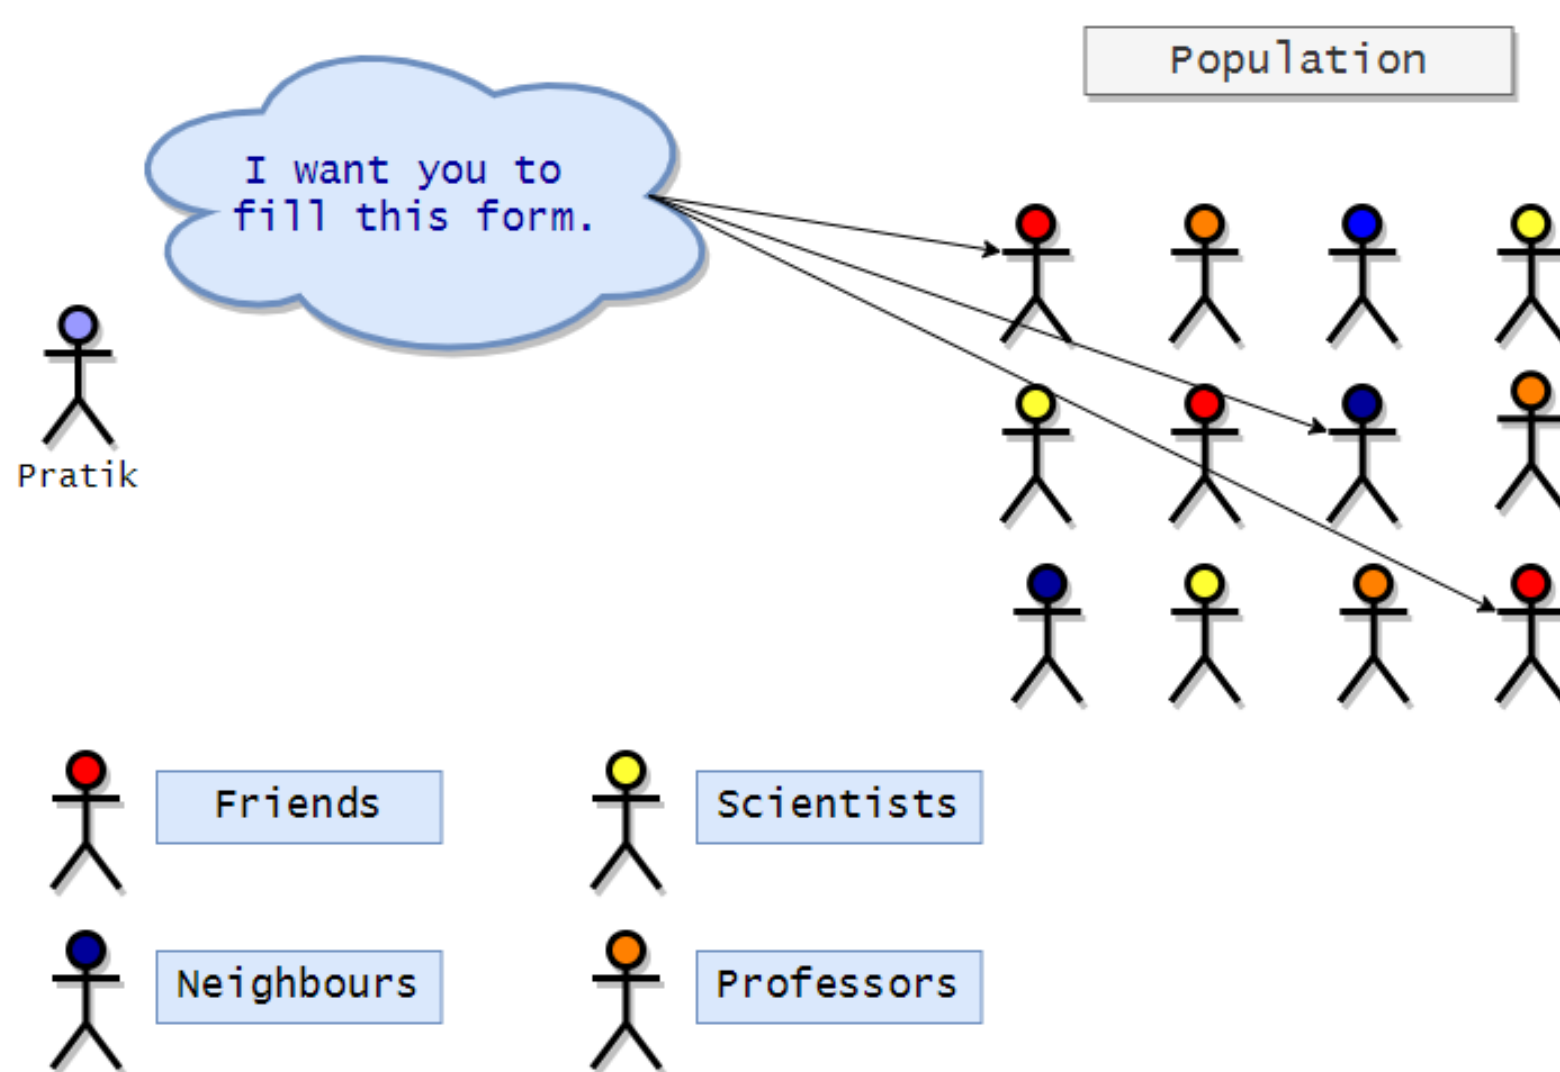 Population
I want you to
fill this form.
Pratik
Friends
Scientists
Neighbours
Professors